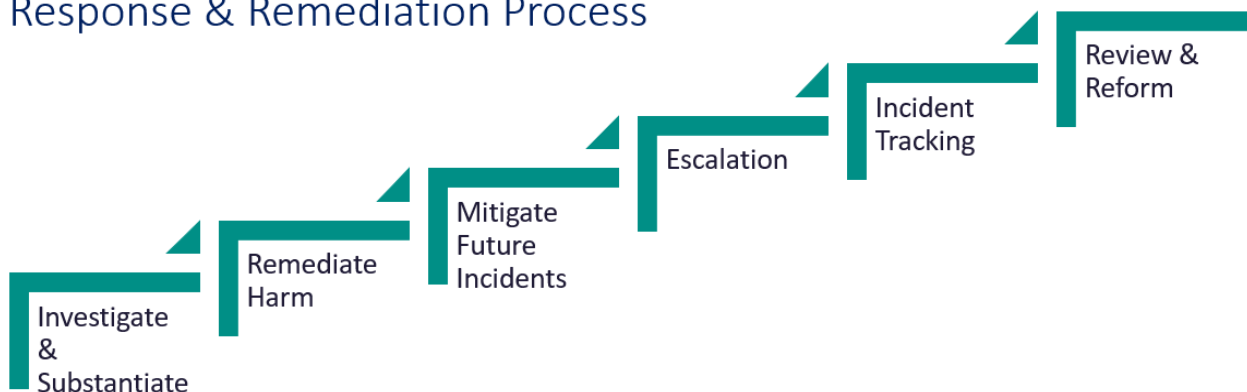 Response & Remediation Process
Investigate
&
Substantiate
Remediate
Harm
Mitigate
Future
Incidents
Escalation
Incident
Tracking
Review &
Reform